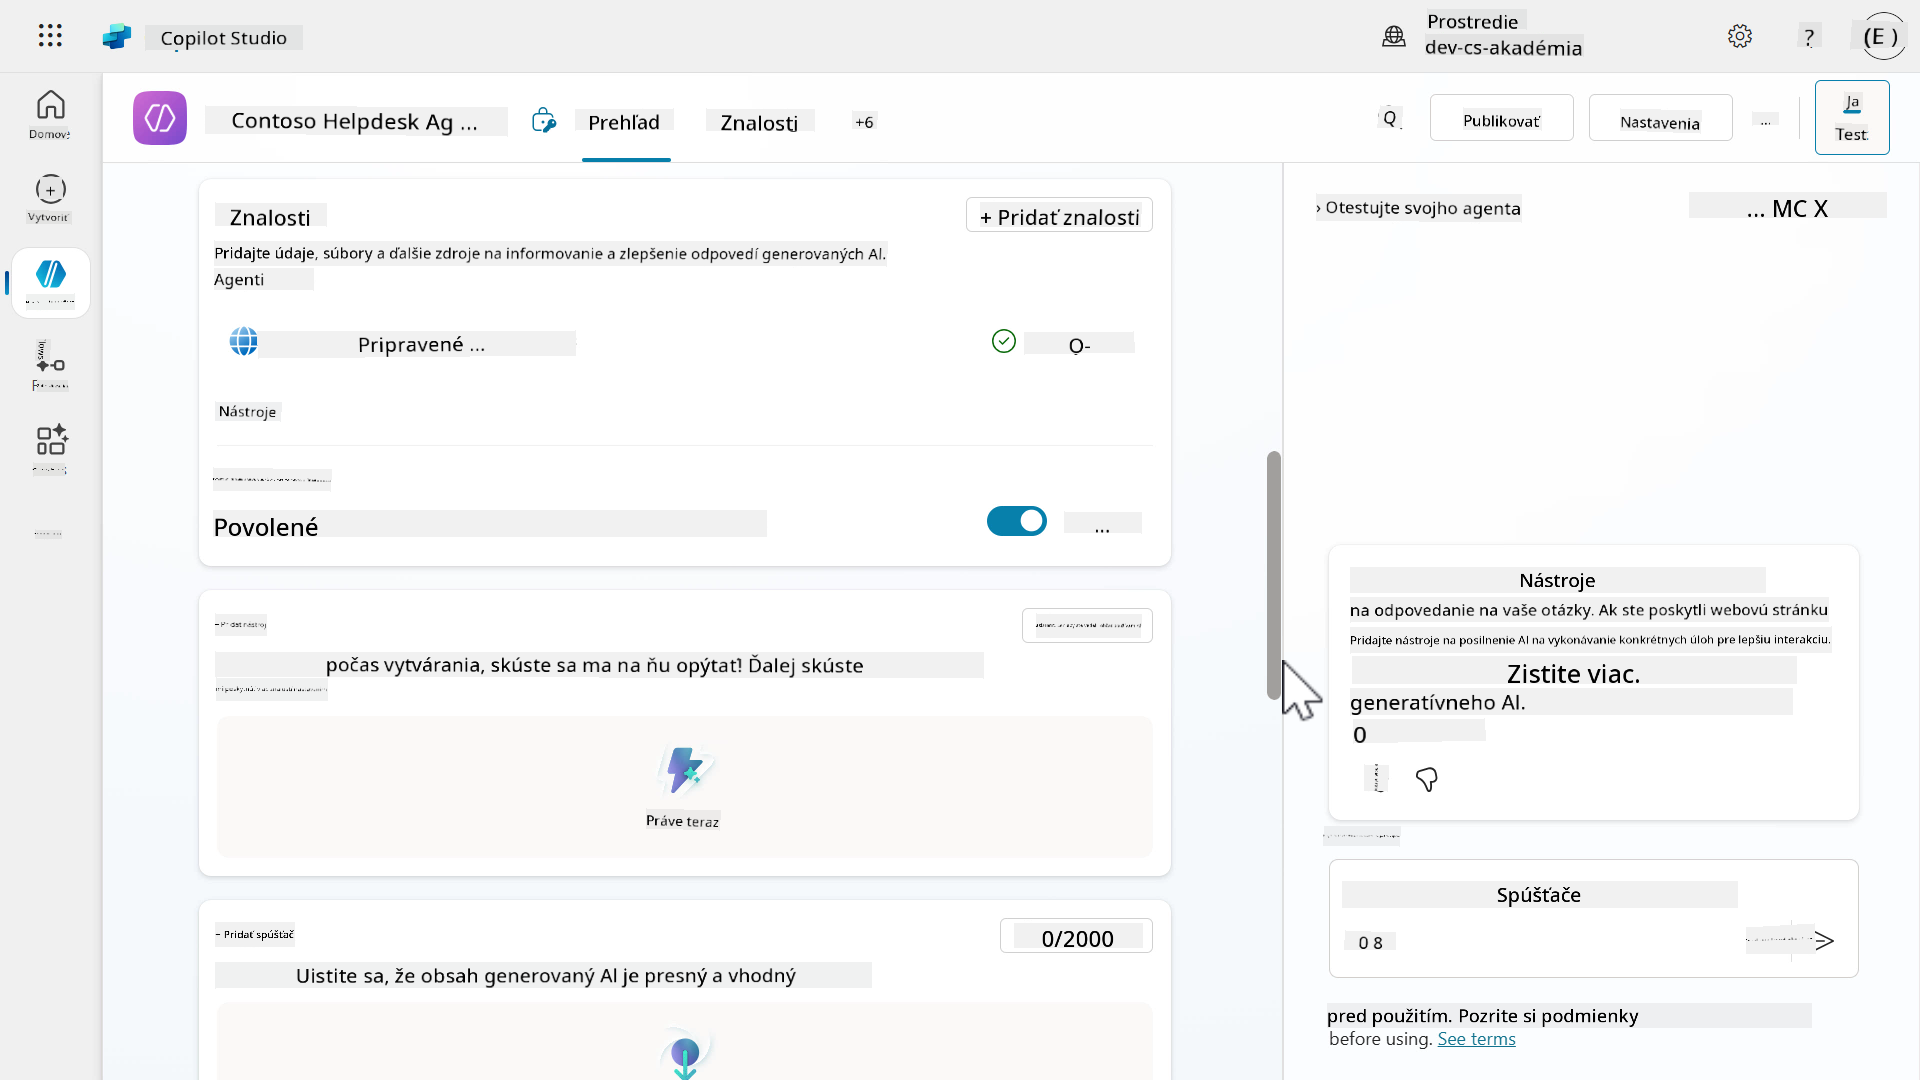 Copilot Studio
Prostredie
dev-cs-akadémia
?
(E )
Domov
Vytvoriť
Contoso Helpdesk Ag ...
Prehľad
Znalosti
+6
Q
Publikovať
Nastavenia
...
Ja
Test
Znalosti
+ Pridať znalosti
Pridajte údaje, súbory a ďalšie zdroje na informovanie a zlepšenie odpovedí generovaných AI.
Agenti
Pripravené ...
O-
Nástroje
Povolené
...
– Pridať nástroj
počas vytvárania, skúste sa ma na ňu opýtať! Ďalej skúste
Práve teraz
– Pridať spúšťač
0/2000
Uistite sa, že obsah generovaný AI je presný a vhodný
› Otestujte svojho agenta
... MC X
Nástroje
na odpovedanie na vaše otázky. Ak ste poskytli webovú stránku
Pridajte nástroje na posilnenie AI na vykonávanie konkrétnych úloh pre lepšiu interakciu.
Zistite viac.
generatívneho AI.
0
Spúšťače
0 8
pred použitím. Pozrite si podmienky
before using. See terms